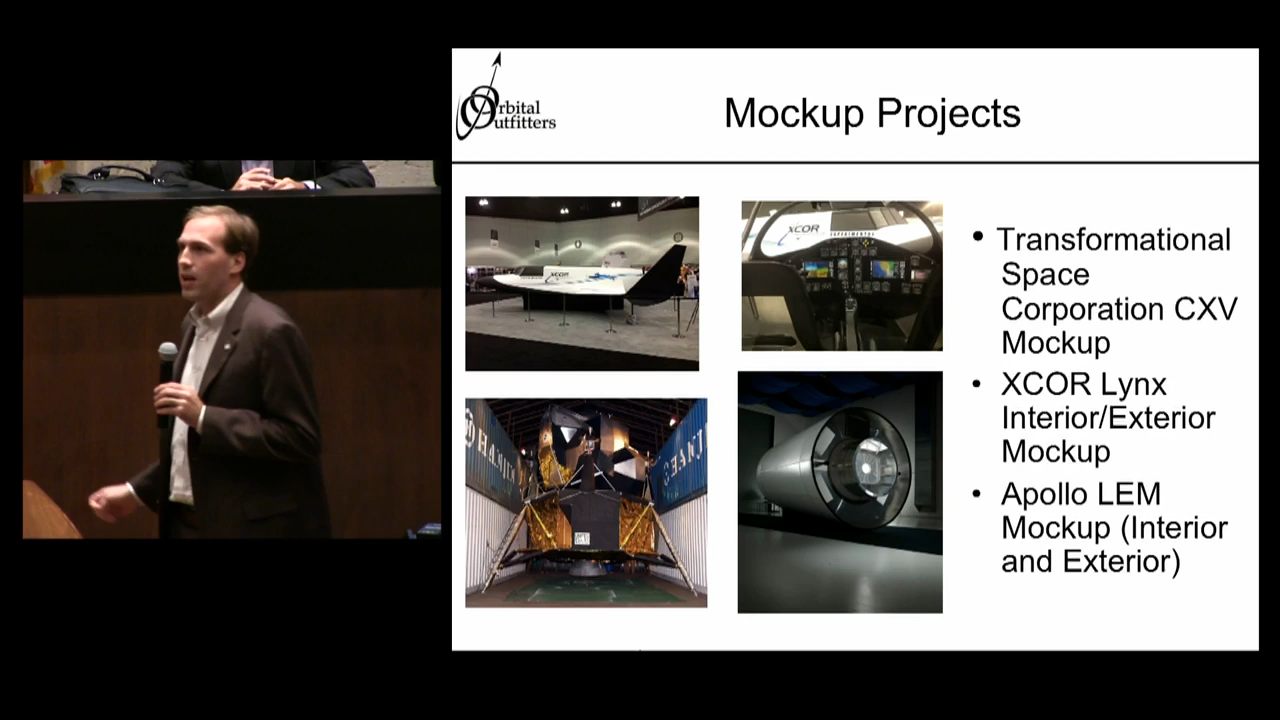 Orbital
Outfitters
Mockup Projects
XCOR
XCOR
EXPERIMENTAL
• Transformational
Space
Corporation CXV
Mockup
• XCOR Lynx
Interior/Exterior
Mockup
• Apollo LEM
Mockup (Interior
and Exterior)